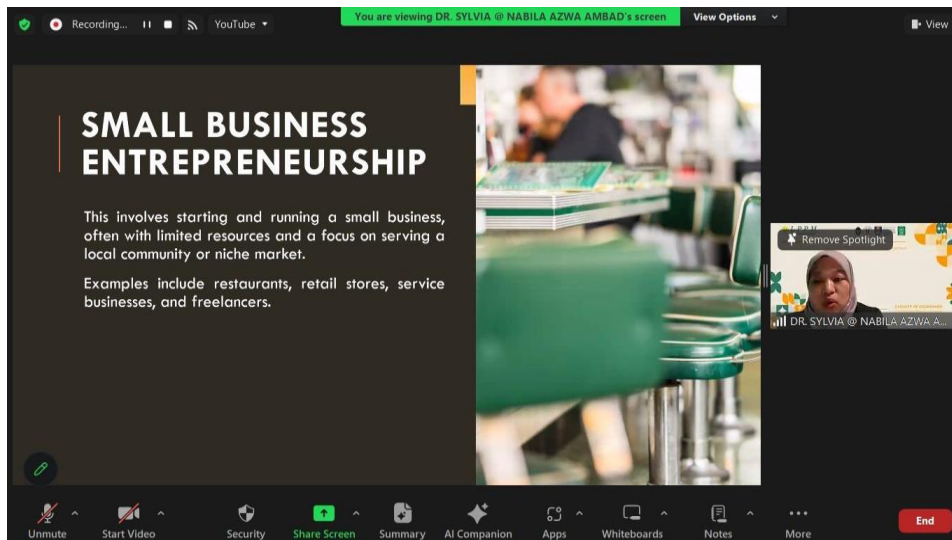 Recording...
YouTube
You are viewing DR. SYLVIA @ NABILA AZWA AMBAD's screen
View Options
View
SMALL BUSINESS
ENTREPRENEURSHIP
This involves starting and running a small business,
often with limited resources and a focus on serving a
local community or niche market.
Examples include restaurants, retail stores, service
businesses, and freelancers.
Remove Spotlight
DR. SYLVIA @ NABILA AZWA A...
Unmute
Start Video
Security
Share Screen
Summary
AI Companion
Apps
Whiteboards
Notes
More
End